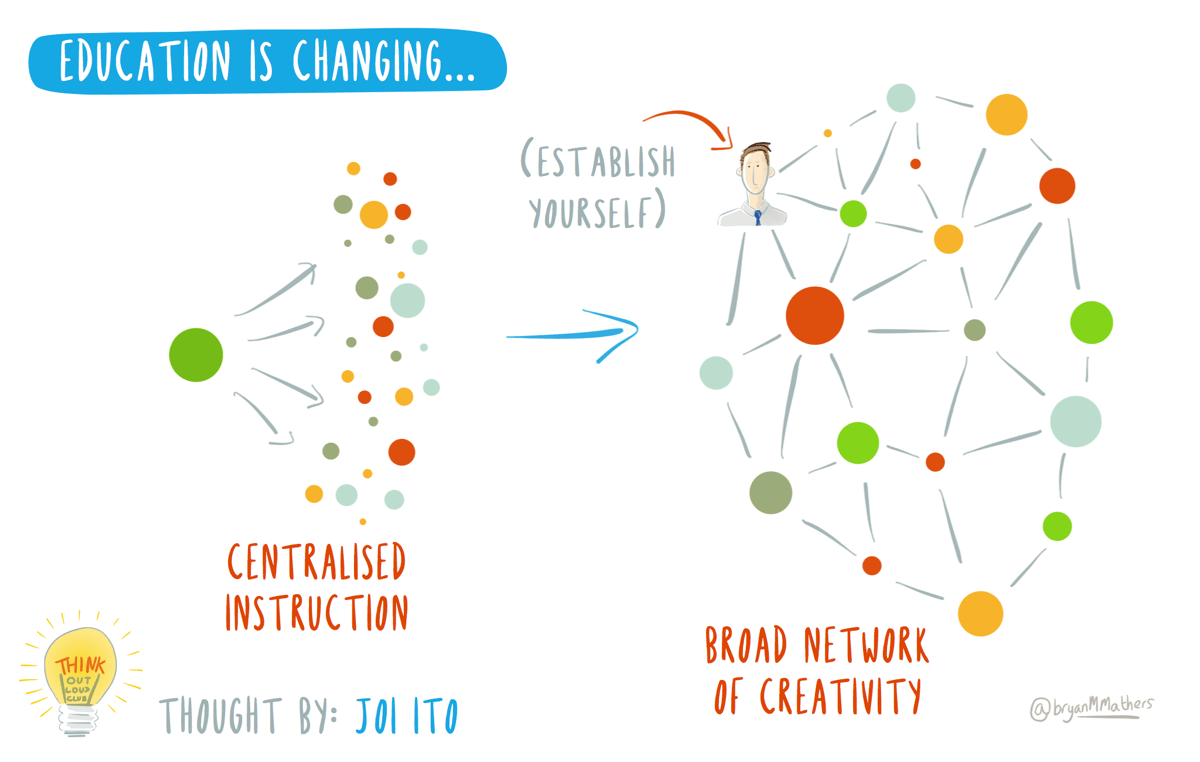 EDUCATION IS CHANGING...
(ESTABLISH
YOURSELF)
CENTRALISED
INSTRUCTION
BROAD NETWORK
OF CREATIVITY
THINK
OUT
LOUD
CLUB
THOUGHT BY: JOI ITO
@bryanMMathers